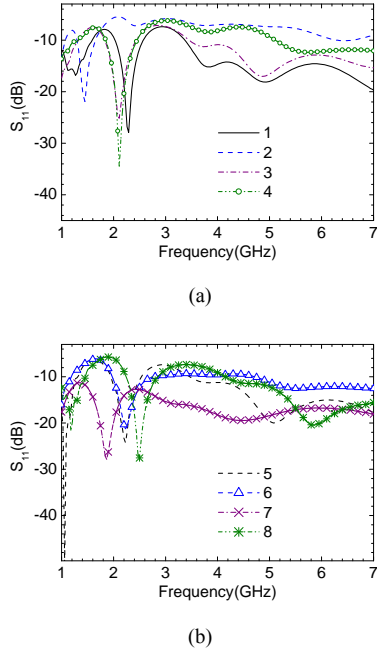 -10
-20
-30
-40
S11(dB)
1
2
3
4
1 2 3 4 5 6 7
Frequency(GHz)
(a)
-10
-20
-30
-40
S11(dB)
5
6
7
8
1 2 3 4 5 6 7
Frequency(GHz)
(b)